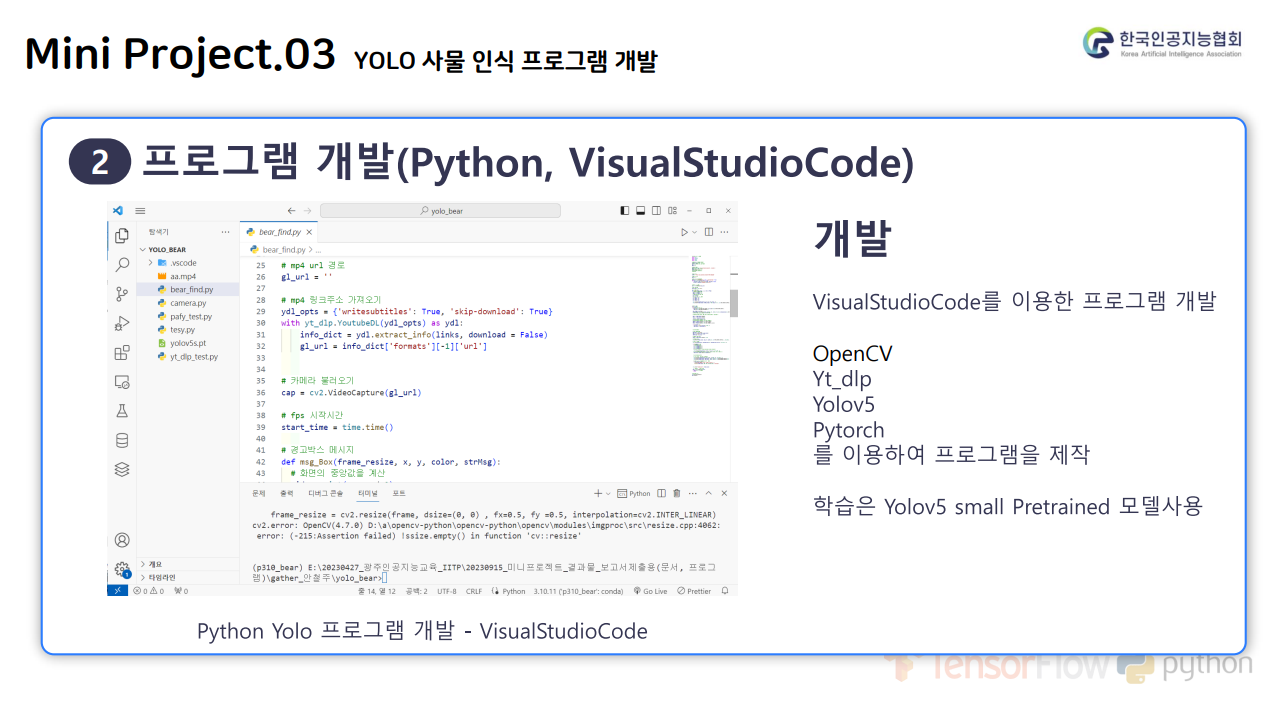 Mini Project.03 YOLO 사물 인식 프로그램 개발
한국인공지능협회
Korea Artificial Intelligence Association
2 프로그램 개발(Python, VisualStudioCode)
yolo_bear
탐색기
YOLO_BEAR
.vscode
aa.mp4
bear_find.py
camera.py
pafy_test.py
tesy.py
yolov5s.pt
yt_dlp_test.py
개요
타임라인
bear_find.py
bear_find.py > ...
25 # mp4 url 경로
26 gl_url = ''
27
28 # mp4 링크주소 가져오기
29 ydl_opts = {'writesubtitles': True, 'skip-download': True}
30 with yt_dlp.YoutubeDL(ydl_opts) as ydl:
31 info_dict = ydl.extract_info(links, download = False)
32 gl_url = info_dict['formats'][-1]['url']
33
34
35 # 카메라 불러오기
36 cap = cv2.VideoCapture(gl_url)
37
38 # fps 시작시간
39 start_time = time.time()
40
41 # 경고박스 메시지
42 def msg_Box(frame_resize, x, y, color, strMsg):
43 # 화면의 중앙값을 계산
문제 출력 디버그 콘솔 터미널 포트
Python
frame_resize = cv2.resize(frame, dsize=(0, 0) , fx=0.5, fy =0.5, interpolation=cv2.INTER_LINEAR)
cv2.error: OpenCV(4.7.0) D:\a\opencv-python\opencv-python\opencv\modules\imgproc\src\resize.cpp:4062:
error: (-215:Assertion failed) !ssize.empty() in function 'cv::resize'
(p310_bear) E:\20230427_광주인공지능교육_IITP\20230915_미니프로젝트_결과물_보고서제출용(문서, 프로그
램)\gather_안철주\yolo_bear>
0 0 0 줄 14, 열 12 공백: 2 UTF-8 CRLF Python 3.10.11 ('p310_bear': conda) Go Live Prettier
Python Yolo 프로그램 개발 - VisualStudioCode
개발
VisualStudioCode를 이용한 프로그램 개발
OpenCV
Yt_dlp
Yolov5
Pytorch
를 이용하여 프로그램을 제작
학습은 Yolov5 small Pretrained 모델사용
TensorFlow python